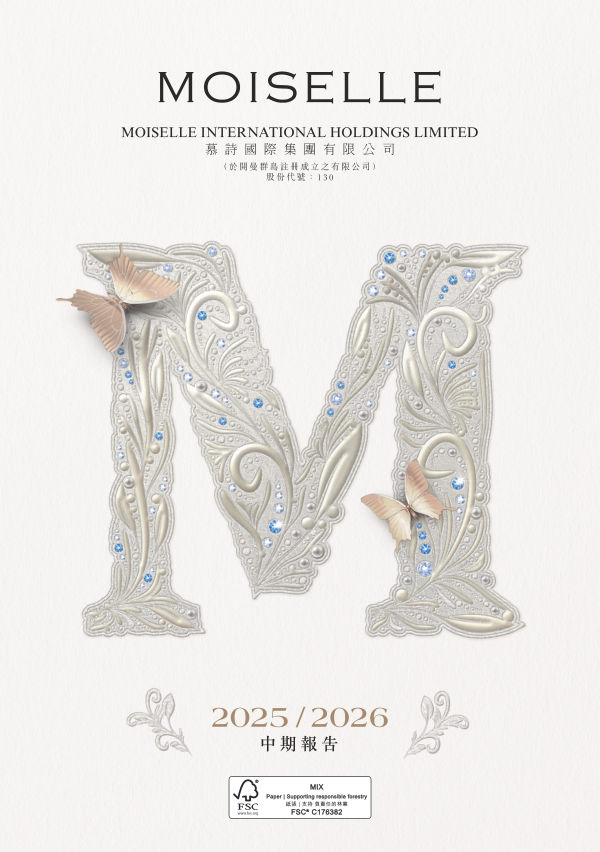 MOISELLE
MOISELLE INTERNATIONAL HOLDINGS LIMITED
慕詩國際集團有限公司
(於開曼群島註冊成立之有限公司)
股份代號：130
2025/2026
中期報告
FSC
www.fsc.org
MIX
Paper | Supporting responsible forestry
紙張 | 支持 負責任的林業
FSC® C176382